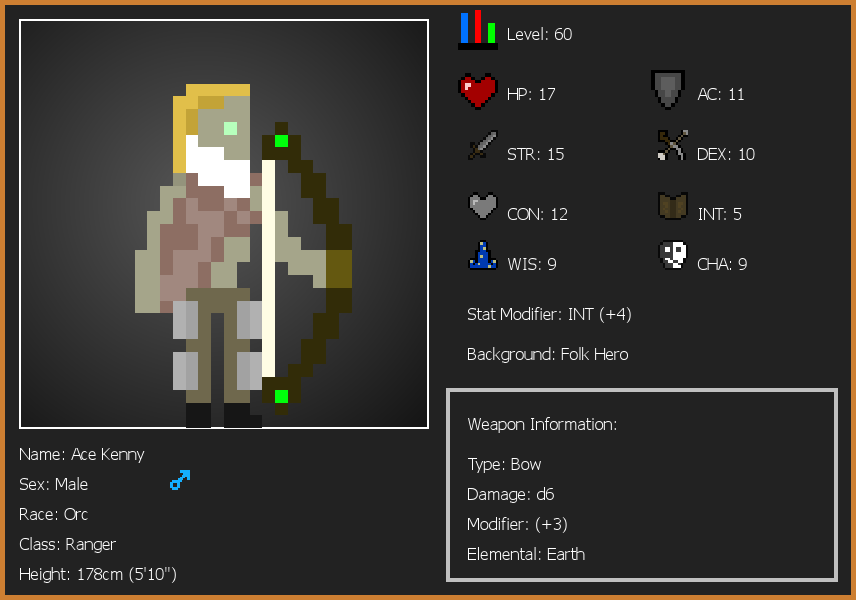 Level: 60
HP: 17
AC: 11
STR: 15
DEX: 10
CON: 12
INT: 5
WIS: 9
CHA: 9
Stat Modifier: INT (+4)
Background: Folk Hero
Weapon Information:
Type: Bow
Damage: d6
Modifier: (+3)
Elemental: Earth
Name: Ace Kenny
Sex: Male
Race: Orc
Class: Ranger
Height: 178cm (5'10")